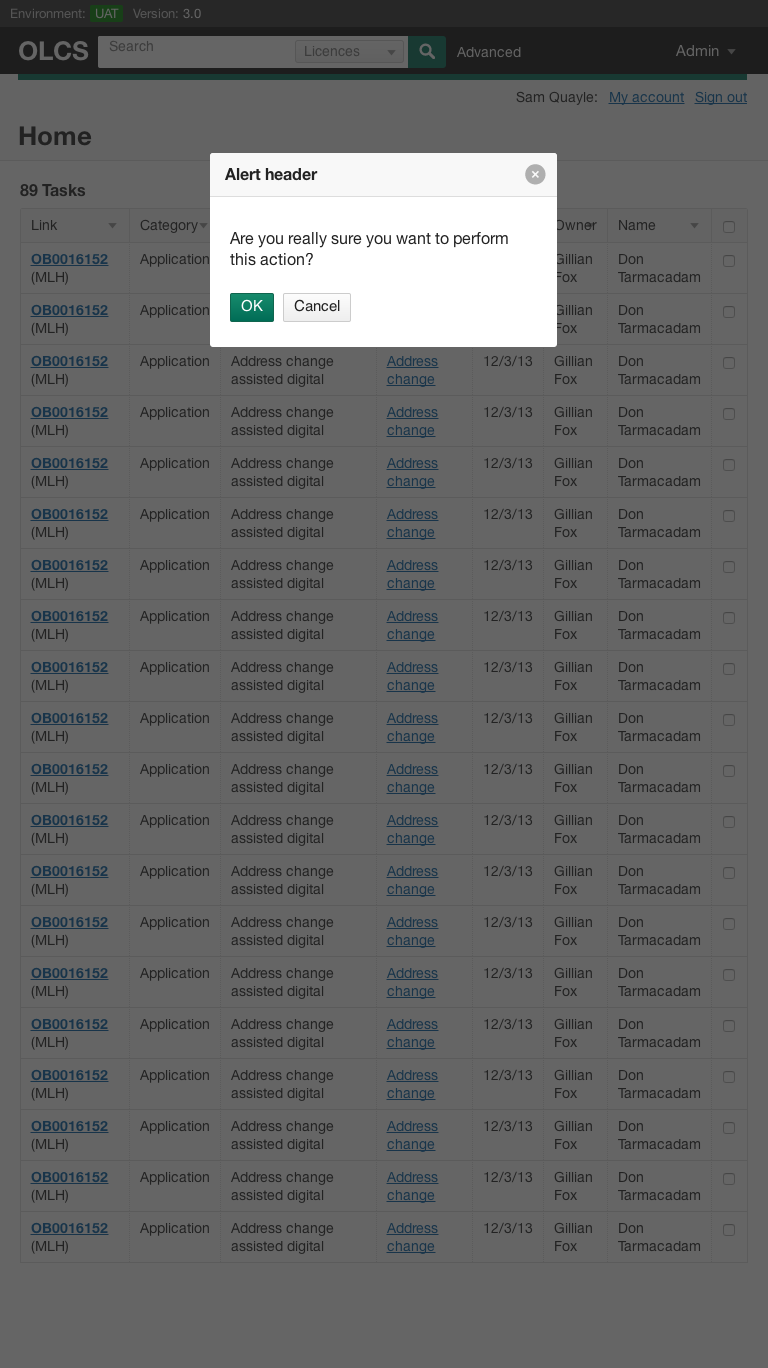 Environment: UAT Version: 3.0
OLCS Search Licences Advanced Admin
Sam Quayle: My account Sign out
Home
Alert header
89 Tasks
Link Category Owner Name
Are you really sure you want to perform
this action?
OK Cancel
OB0016152 Application Gillian Don
(MLH) Fox Tarmacadam
OB0016152 Application Gillian Don
(MLH) Fox Tarmacadam
OB0016152 Application Address change Address 12/3/13 Gillian Don
(MLH) assisted digital change Fox Tarmacadam
OB0016152 Application Address change Address 12/3/13 Gillian Don
(MLH) assisted digital change Fox Tarmacadam
OB0016152 Application Address change Address 12/3/13 Gillian Don
(MLH) assisted digital change Fox Tarmacadam
OB0016152 Application Address change Address 12/3/13 Gillian Don
(MLH) assisted digital change Fox Tarmacadam
OB0016152 Application Address change Address 12/3/13 Gillian Don
(MLH) assisted digital change Fox Tarmacadam
OB0016152 Application Address change Address 12/3/13 Gillian Don
(MLH) assisted digital change Fox Tarmacadam
OB0016152 Application Address change Address 12/3/13 Gillian Don
(MLH) assisted digital change Fox Tarmacadam
OB0016152 Application Address change Address 12/3/13 Gillian Don
(MLH) assisted digital change Fox Tarmacadam
OB0016152 Application Address change Address 12/3/13 Gillian Don
(MLH) assisted digital change Fox Tarmacadam
OB0016152 Application Address change Address 12/3/13 Gillian Don
(MLH) assisted digital change Fox Tarmacadam
OB0016152 Application Address change Address 12/3/13 Gillian Don
(MLH) assisted digital change Fox Tarmacadam
OB0016152 Application Address change Address 12/3/13 Gillian Don
(MLH) assisted digital change Fox Tarmacadam
OB0016152 Application Address change Address 12/3/13 Gillian Don
(MLH) assisted digital change Fox Tarmacadam
OB0016152 Application Address change Address 12/3/13 Gillian Don
(MLH) assisted digital change Fox Tarmacadam
OB0016152 Application Address change Address 12/3/13 Gillian Don
(MLH) assisted digital change Fox Tarmacadam
OB0016152 Application Address change Address 12/3/13 Gillian Don
(MLH) assisted digital change Fox Tarmacadam
OB0016152 Application Address change Address 12/3/13 Gillian Don
(MLH) assisted digital change Fox Tarmacadam
OB0016152 Application Address change Address 12/3/13 Gillian Don
(MLH) assisted digital change Fox Tarmacadam